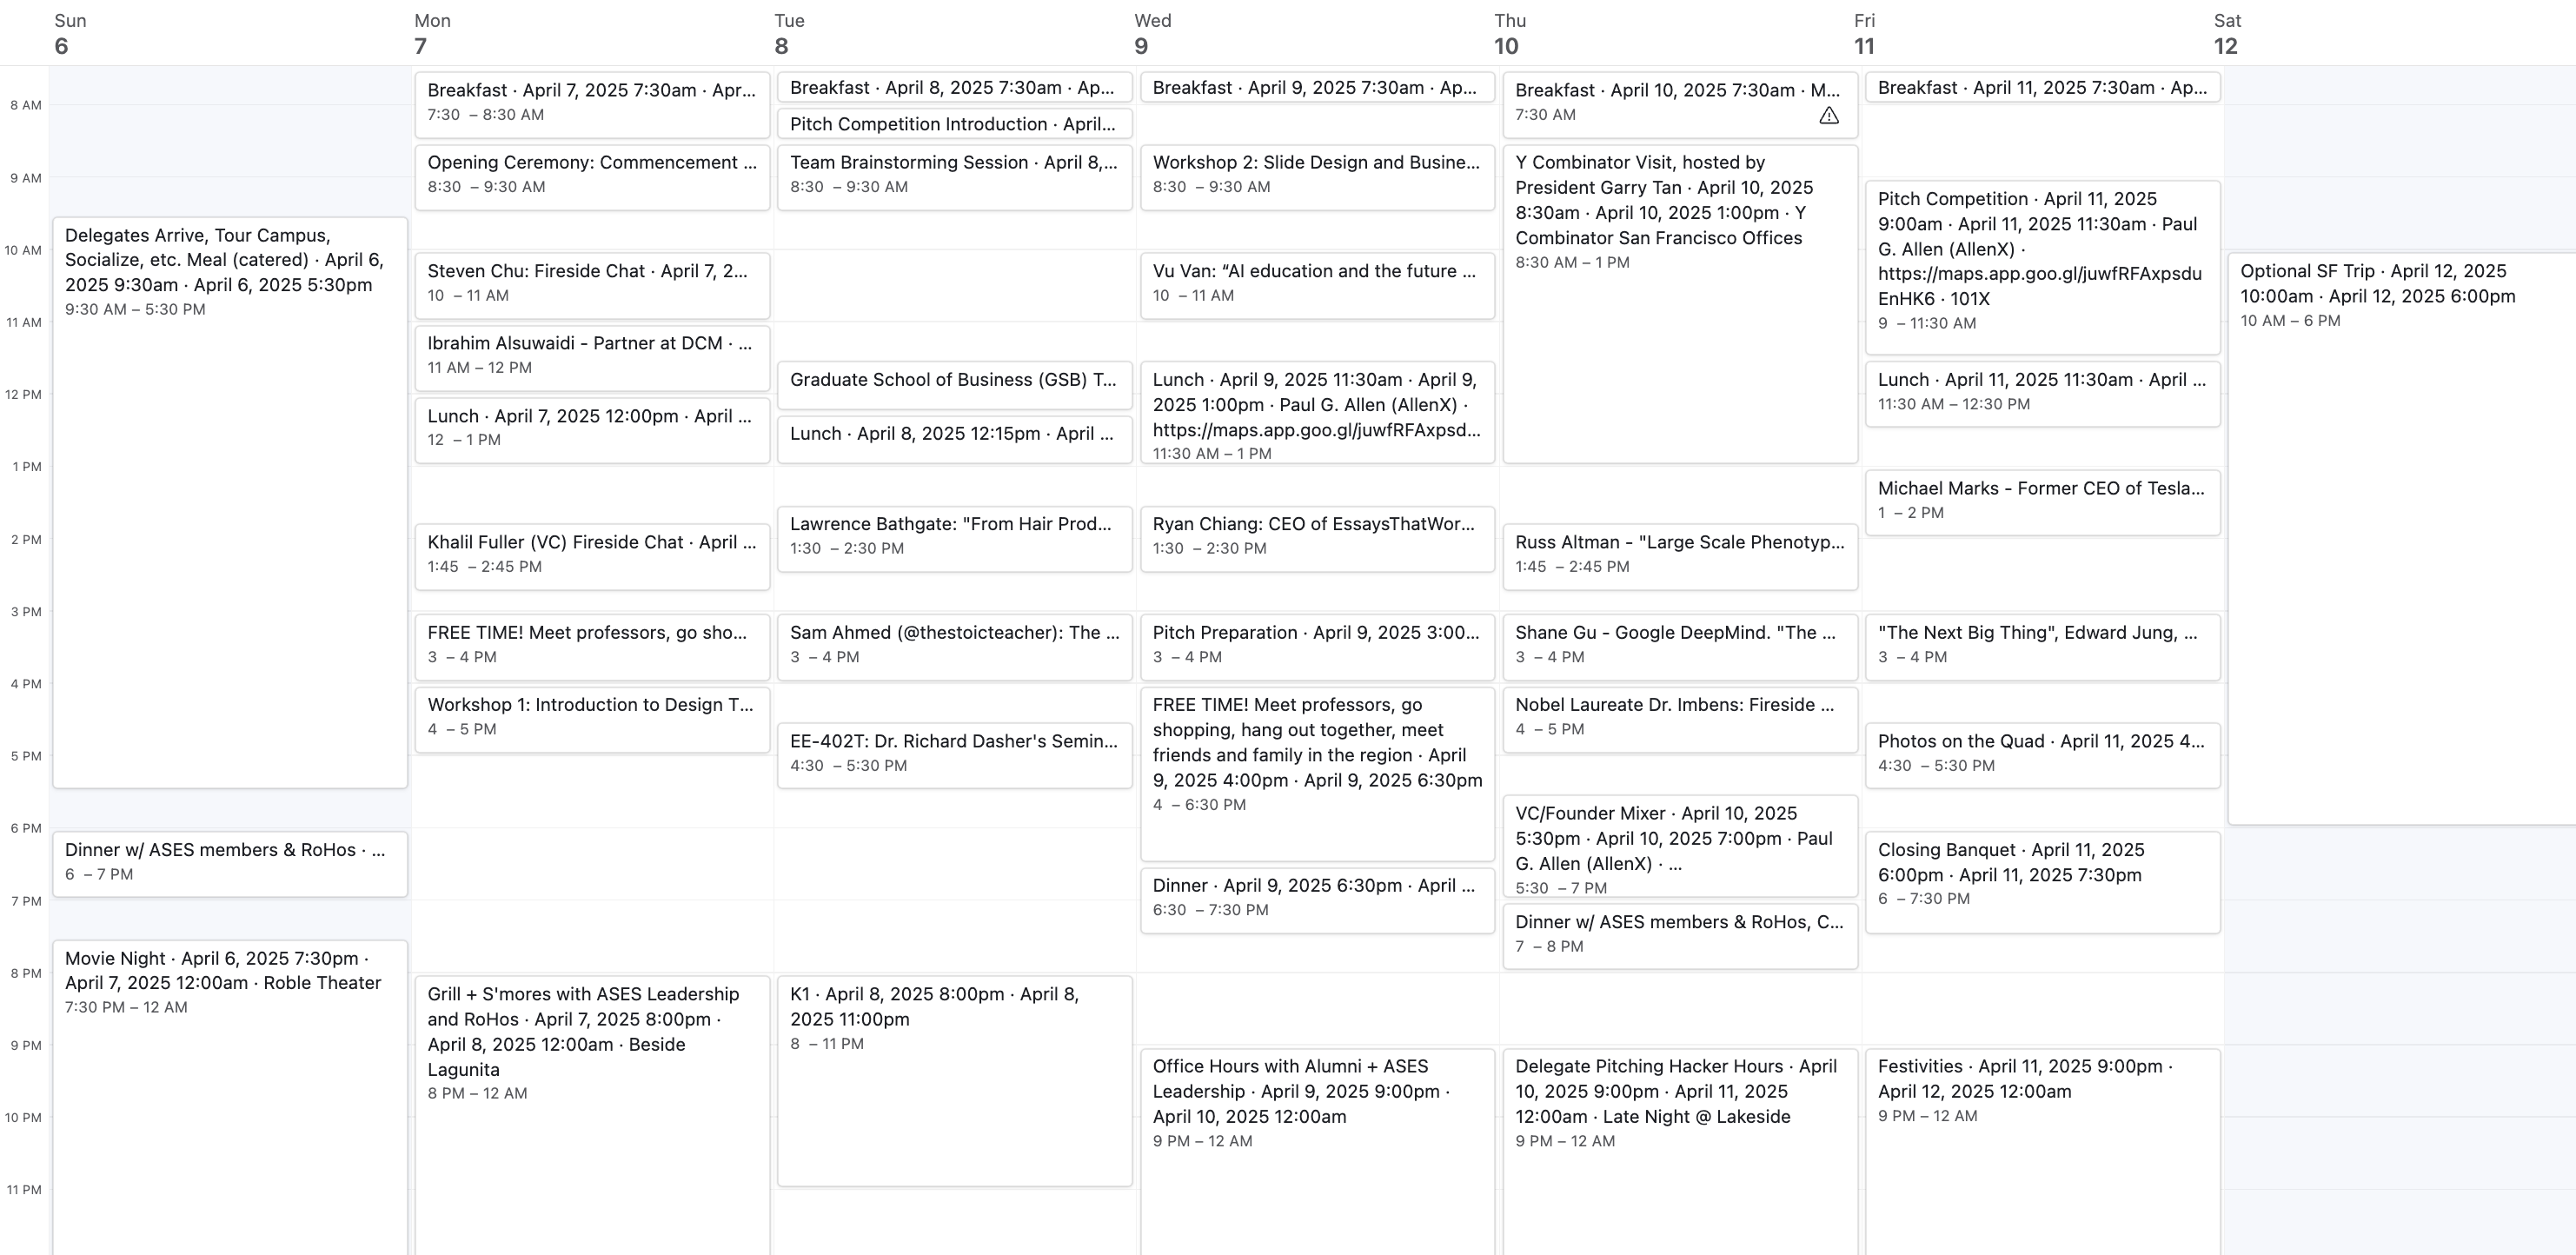 Sun
6
Mon
7
Tue
8
Wed
9
Thu
10
Fri
11
Sat
12
8 AM
9 AM
10 AM
11 AM
12 PM
1 PM
2 PM
3 PM
4 PM
5 PM
6 PM
7 PM
8 PM
9 PM
10 PM
11 PM
Delegates Arrive, Tour Campus,
Socialize, etc. Meal (catered) · April 6,
2025 9:30am · April 6, 2025 5:30pm
9:30 AM – 5:30 PM
Dinner w/ ASES members & RoHos · ...
6 – 7 PM
Movie Night · April 6, 2025 7:30pm ·
April 7, 2025 12:00am · Roble Theater
7:30 PM – 12 AM
Breakfast · April 7, 2025 7:30am · Apr...
7:30 – 8:30 AM
Opening Ceremony: Commencement ...
8:30 – 9:30 AM
Steven Chu: Fireside Chat · April 7, 2...
10 – 11 AM
Ibrahim Alsuwaidi - Partner at DCM · ...
11 AM – 12 PM
Lunch · April 7, 2025 12:00pm · April ...
12 – 1 PM
Khalil Fuller (VC) Fireside Chat · April ...
1:45 – 2:45 PM
FREE TIME! Meet professors, go sho...
3 – 4 PM
Workshop 1: Introduction to Design T...
4 – 5 PM
Grill + S'mores with ASES Leadership
and RoHos · April 7, 2025 8:00pm ·
April 8, 2025 12:00am · Beside
Lagunita
8 PM – 12 AM
Breakfast · April 8, 2025 7:30am · Ap...
Pitch Competition Introduction · April...
Team Brainstorming Session · April 8,...
8:30 – 9:30 AM
Graduate School of Business (GSB) T...
Lunch · April 8, 2025 12:15pm · April ...
Lawrence Bathgate: "From Hair Prod...
1:30 – 2:30 PM
Sam Ahmed (@thestoicteacher): The ...
3 – 4 PM
EE-402T: Dr. Richard Dasher's Semin...
4:30 – 5:30 PM
K1 · April 8, 2025 8:00pm · April 8,
2025 11:00pm
8 – 11 PM
Breakfast · April 9, 2025 7:30am · Ap...
Workshop 2: Slide Design and Busine...
8:30 – 9:30 AM
Vu Van: “AI education and the future ...
10 – 11 AM
Lunch · April 9, 2025 11:30am · April 9,
2025 1:00pm · Paul G. Allen (AllenX) ·
https://maps.app.goo.gl/juwfRFAxpsd...
11:30 AM – 1 PM
Ryan Chiang: CEO of EssaysThatWor...
1:30 – 2:30 PM
Pitch Preparation · April 9, 2025 3:00...
3 – 4 PM
FREE TIME! Meet professors, go
shopping, hang out together, meet
friends and family in the region · April
9, 2025 4:00pm · April 9, 2025 6:30pm
4 – 6:30 PM
Dinner · April 9, 2025 6:30pm · April ...
6:30 – 7:30 PM
Office Hours with Alumni + ASES
Leadership · April 9, 2025 9:00pm ·
April 10, 2025 12:00am
9 PM – 12 AM
Breakfast · April 10, 2025 7:30am · M...
7:30 AM
Y Combinator Visit, hosted by
President Garry Tan · April 10, 2025
8:30am · April 10, 2025 1:00pm · Y
Combinator San Francisco Offices
8:30 AM – 1 PM
Russ Altman - "Large Scale Phenotyp...
1:45 – 2:45 PM
Shane Gu - Google DeepMind. "The ...
3 – 4 PM
Nobel Laureate Dr. Imbens: Fireside ...
4 – 5 PM
VC/Founder Mixer · April 10, 2025
5:30pm · April 10, 2025 7:00pm · Paul
G. Allen (AllenX) · ...
5:30 – 7 PM
Dinner w/ ASES members & RoHos, C...
7 – 8 PM
Delegate Pitching Hacker Hours · April
10, 2025 9:00pm · April 11, 2025
12:00am · Late Night @ Lakeside
9 PM – 12 AM
Breakfast · April 11, 2025 7:30am · Ap...
Pitch Competition · April 11, 2025
9:00am · April 11, 2025 11:30am · Paul
G. Allen (AllenX) ·
https://maps.app.goo.gl/juwfRFAxpsdu
EnHK6 · 101X
9 – 11:30 AM
Lunch · April 11, 2025 11:30am · April ...
11:30 AM – 12:30 PM
Michael Marks - Former CEO of Tesla...
1 – 2 PM
"The Next Big Thing", Edward Jung, ...
3 – 4 PM
Photos on the Quad · April 11, 2025 4...
4:30 – 5:30 PM
Closing Banquet · April 11, 2025
6:00pm · April 11, 2025 7:30pm
6 – 7:30 PM
Festivities · April 11, 2025 9:00pm ·
April 12, 2025 12:00am
9 PM – 12 AM
Optional SF Trip · April 12, 2025
10:00am · April 12, 2025 6:00pm
10 AM – 6 PM